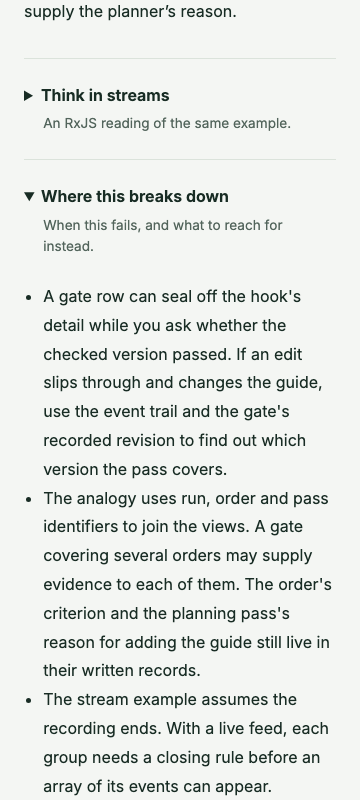 supply the planner’s reason.
Think in streams
An RxJS reading of the same example.
Where this breaks down
When this fails, and what to reach for
instead.
• A gate row can seal off the hook's
detail while you ask whether the
checked version passed. If an edit
slips through and changes the guide,
use the event trail and the gate's
recorded revision to find out which
version the pass covers.
• The analogy uses run, order and pass
identifiers to join the views. A gate
covering several orders may supply
evidence to each of them. The order's
criterion and the planning pass's
reason for adding the guide still live in
their written records.
• The stream example assumes the
recording ends. With a live feed, each
group needs a closing rule before an
array of its events can appear.